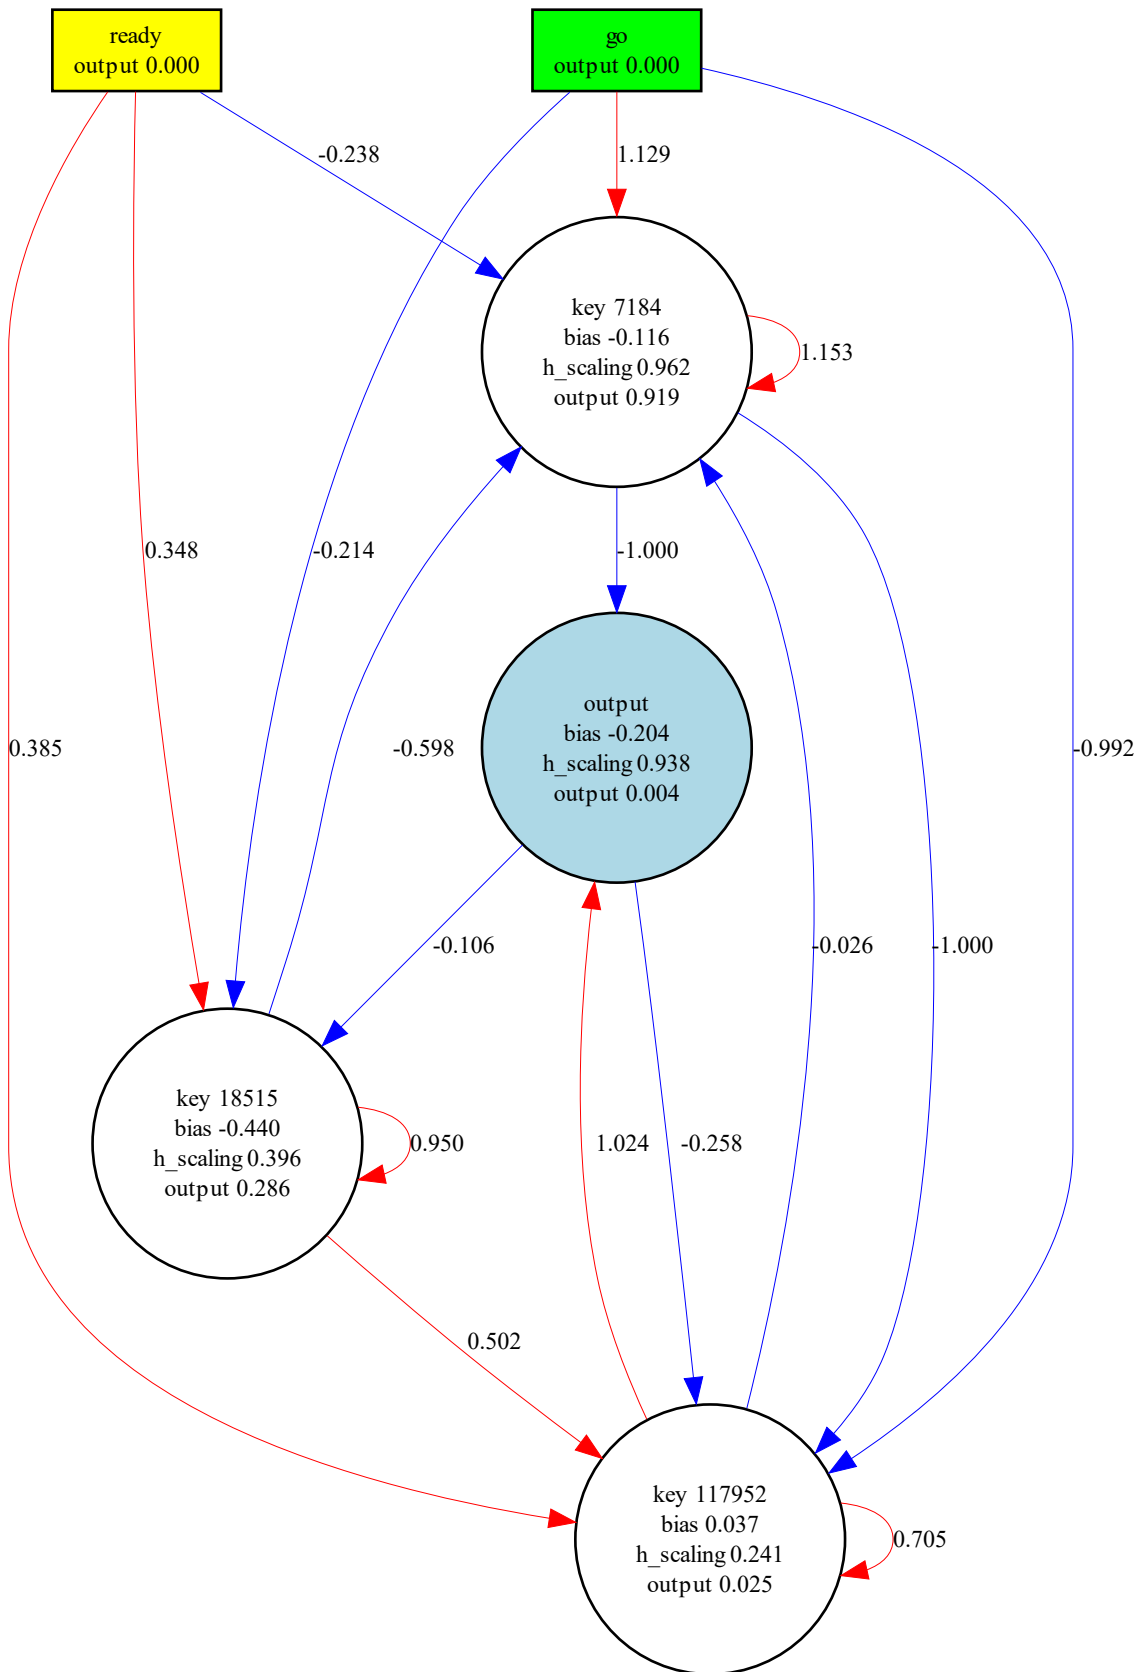 ready
output 0.000
go
output 0.000
-0.238
1.129
key 7184
bias -0.116
h_scaling 0.962
output 0.919
1.153
0.348
-0.214
-1.000
output
bias -0.204
h_scaling 0.938
output 0.004
0.385
-0.598
-0.992
-0.106
-0.026
-1.000
key 18515
bias -0.440
h_scaling 0.396
output 0.286
0.950
1.024
-0.258
0.502
key 117952
bias 0.037
h_scaling 0.241
output 0.025
0.705